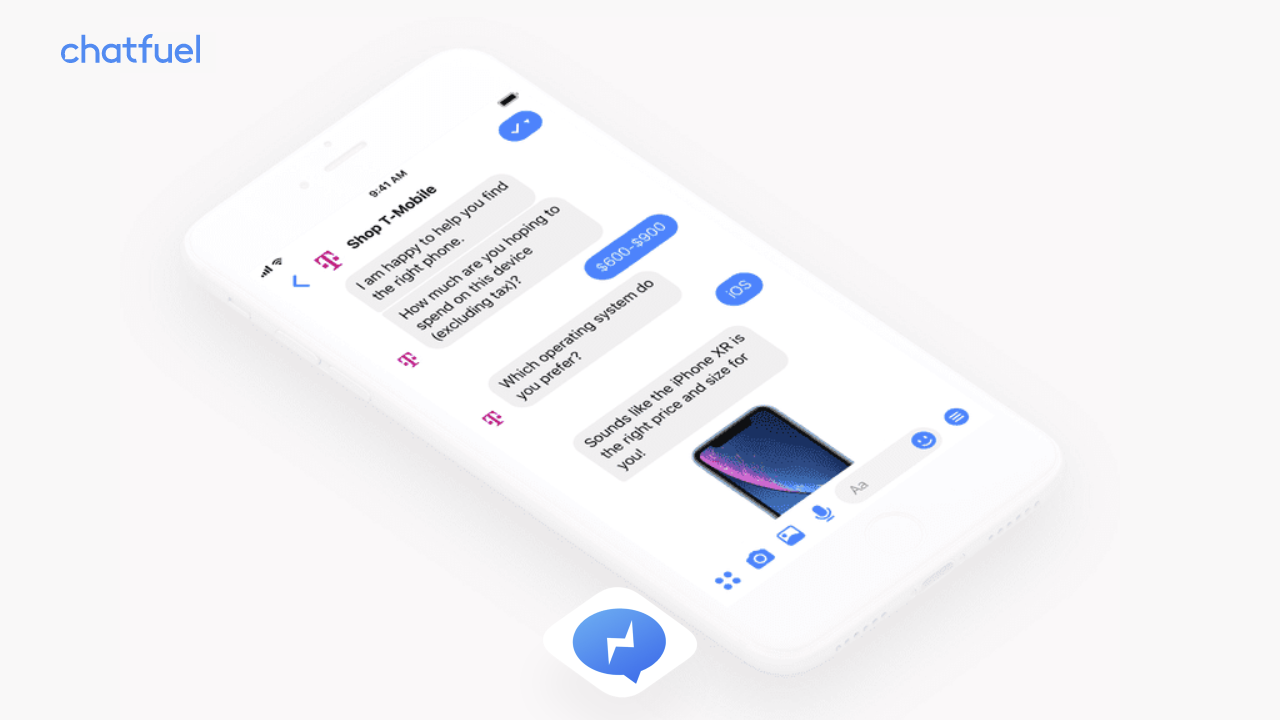 chatfuel
9:41 AM
Shop T-Mobile
I am happy to help you find
the right phone.
How much are you hoping to
spend on this device
(excluding tax)?
$600-$900
Which operating system do
you prefer?
iOS
Sounds like the iPhone XR is
the right price and size for
you!
Aa